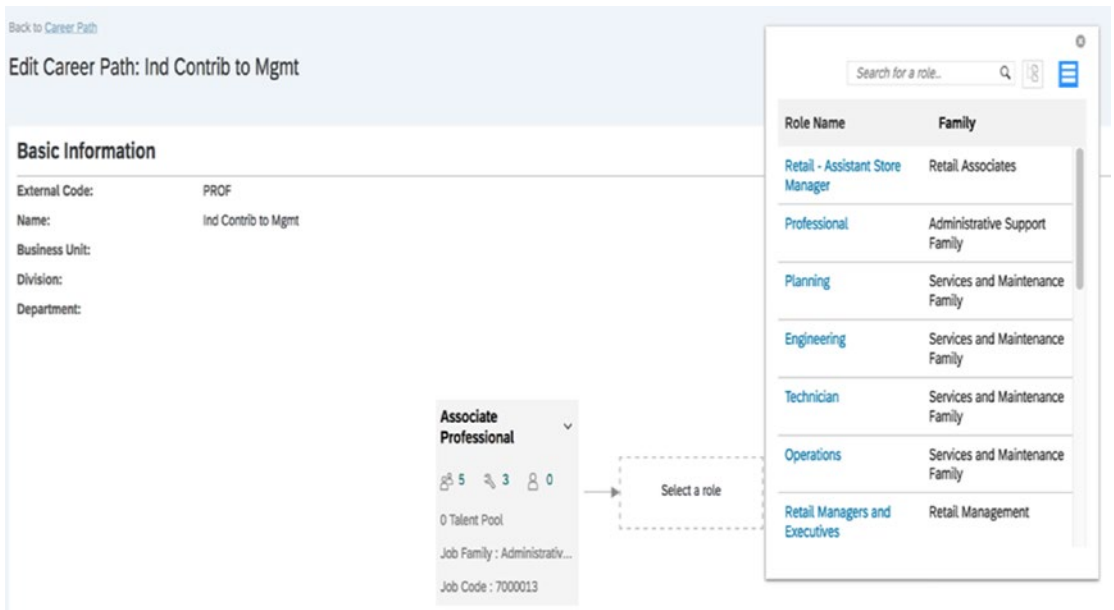 Back to Career Path
Edit Career Path: Ind Contrib to Mgmt
Basic Information
External Code: PROF
Name: Ind Contrib to Mgmt
Business Unit:
Division:
Department:
Associate
Professional
5 3 0
0 Talent Pool
Job Family : Administrativ...
Job Code : 7000013
Select a role
Search for a role...
Role Name Family
Retail - Assistant Store Retail Associates
Manager
Professional Administrative Support
Family
Planning Services and Maintenance
Family
Engineering Services and Maintenance
Family
Technician Services and Maintenance
Family
Operations Services and Maintenance
Family
Retail Managers and Retail Management
Executives